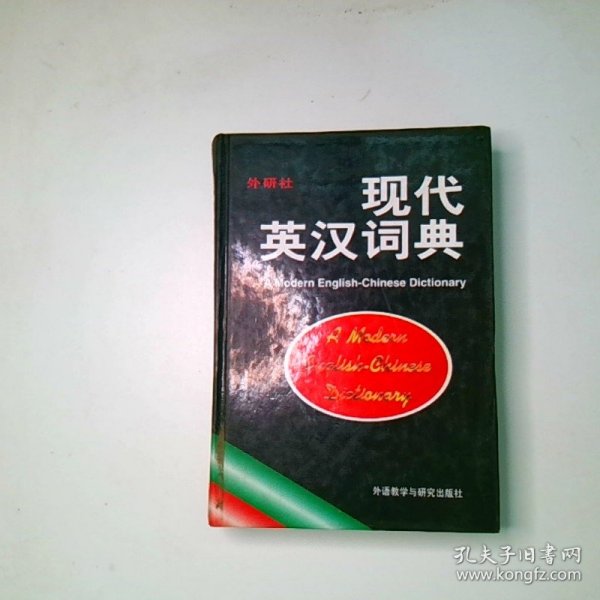 外研社
现代
英汉词典
A Modern English-Chinese Dictionary
A Modern
English-Chinese
Dictionary
外语教学与研究出版社
孔夫子旧书网
www.kongfz.com